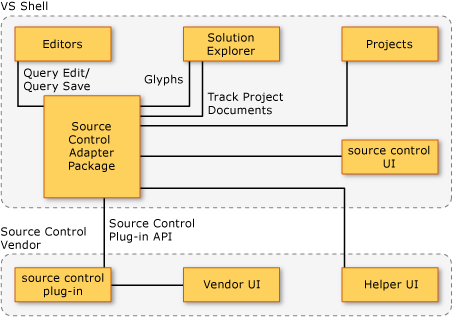 VS Shell
Editors
Solution
Explorer
Projects
Query Edit/
Query Save
Glyphs
Track Project
Documents
Source
Control
Adapter
Package
source control
UI
Source Control
Plug-in API
Source Control
Vendor
source control
plug-in
Vendor UI
Helper UI